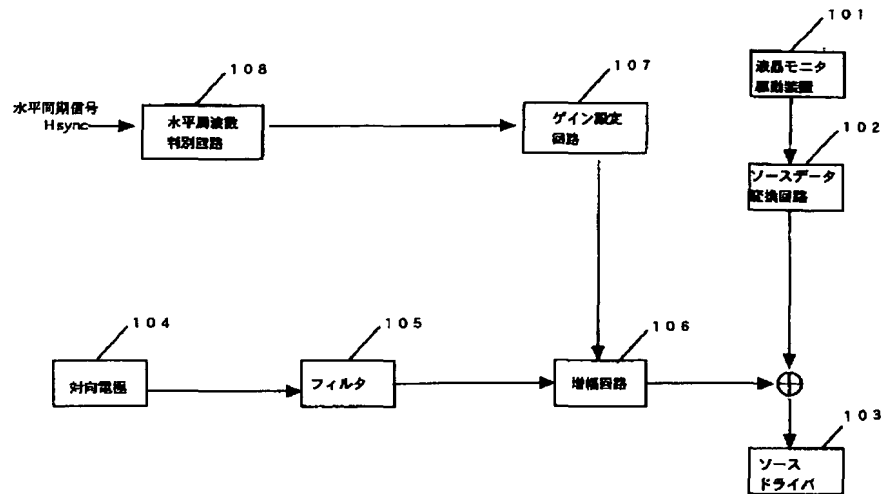 101
液晶モニタ
駆動装置
108
107
水平同期信号
Hsync
水平周波数
判別回路
ゲイン設定
回路
102
ソースデータ
変換回路
104
105
106
対向電極
フィルタ
増幅回路
103
ソース
ドライバ